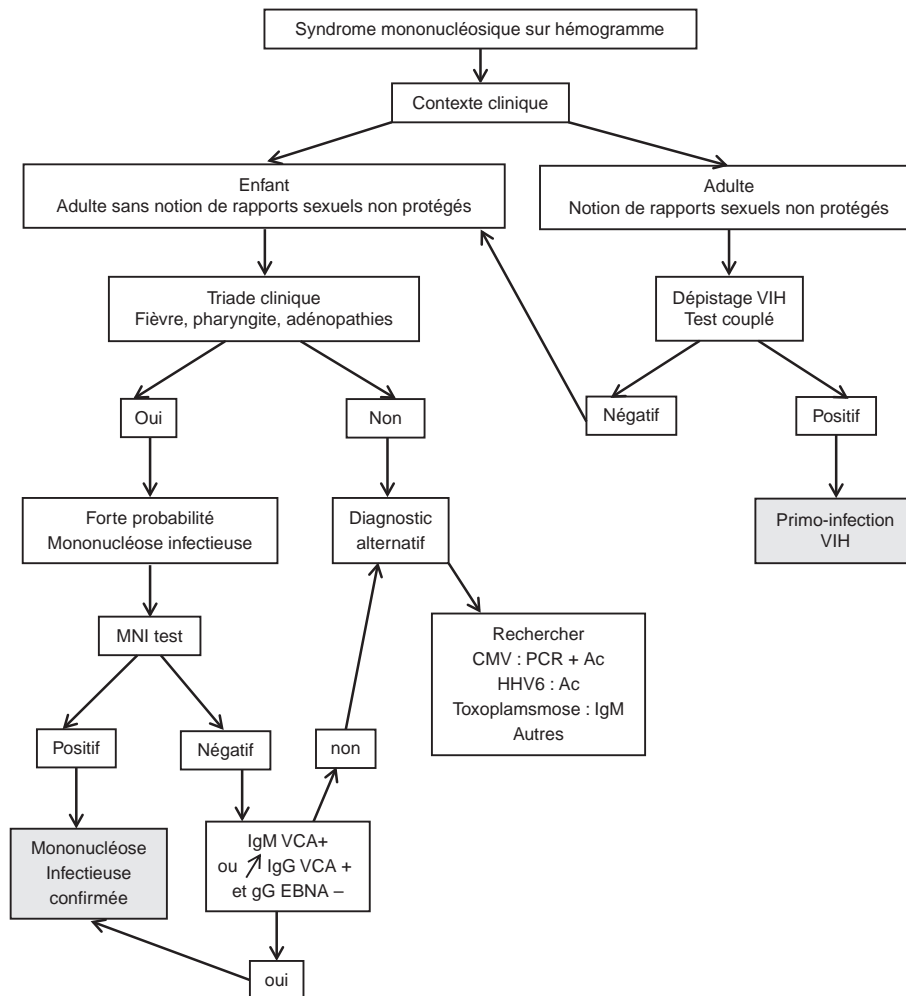 Syndrome mononucléosique sur hémogramme
Contexte clinique
Enfant
Adulte sans notion de rapports sexuels non protégés
Adulte
Notion de rapports sexuels non protégés
Triade clinique
Fièvre, pharyngite, adénopathies
Dépistage VIH
Test couplé
Oui
Non
Négatif
Positif
Forte probabilité
Mononucléose infectieuse
Diagnostic
alternatif
Primo-infection
VIH
MNI test
Rechercher
CMV : PCR + Ac
HHV6 : Ac
Toxoplamsmose : IgM
Autres
Positif
Négatif
non
Mononucléose
Infectieuse
confirmée
IgM VCA+
ou ↗ IgG VCA +
et gG EBNA –
oui